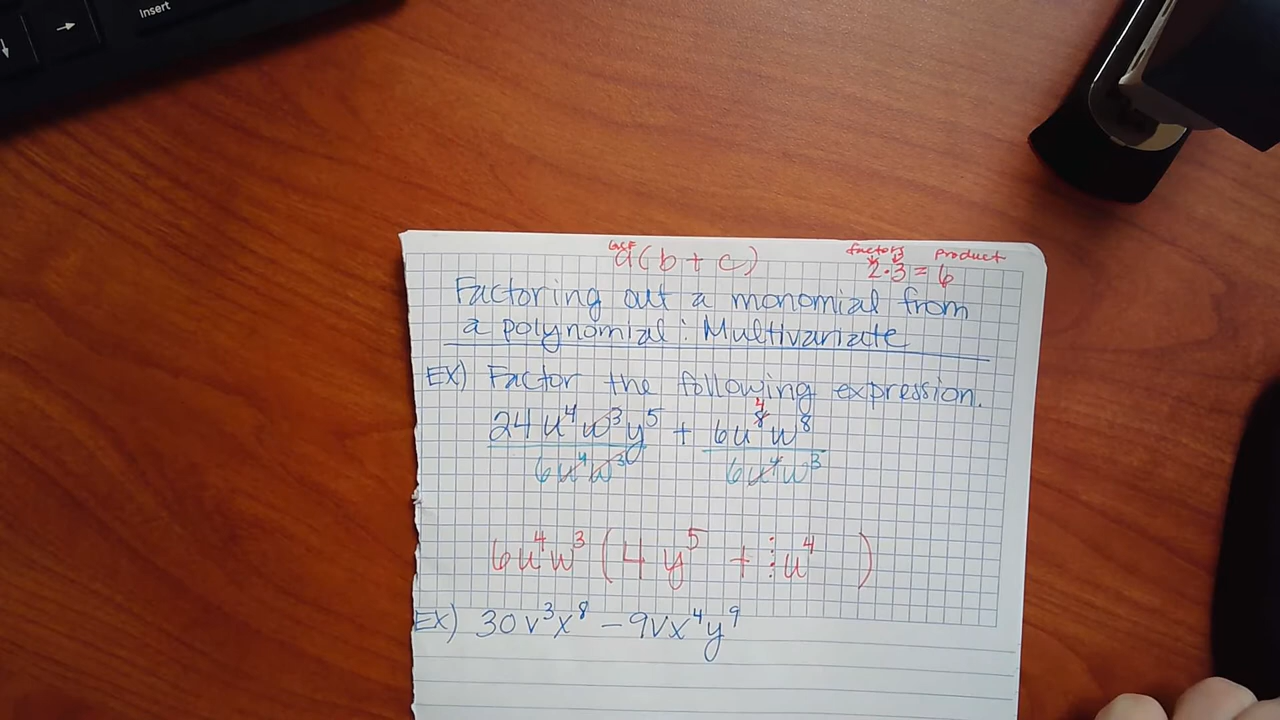 Insert
GCF
a(b + c)
factors product
2·3 = 6
Factoring out a monomial from
a polynomial: Multivariate
EX) Factor the following expression.
4
24u⁴w³y⁵ + 6u⁸w⁸
6u⁴w³ 6u⁴w³
6u⁴w³(4y⁵ + u⁴ )
EX) 30v³x⁸ − 9vx⁴y⁹